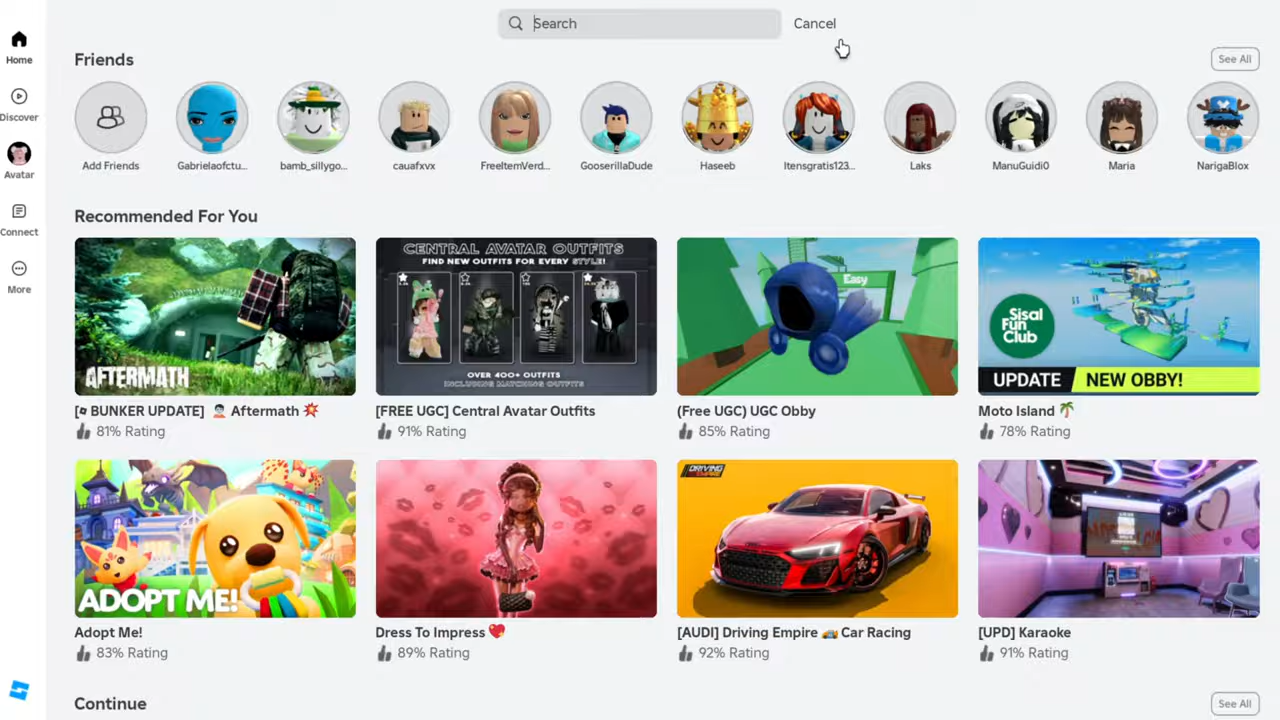 Search
Cancel
Home
Discover
Avatar
Connect
More
Friends
See All
Add Friends
Gabrielaofctu...
bamb_sillygo...
cauafxvx
FreeItemVerd...
GooserillaDude
Haseeb
Itensgratis123...
Laks
ManuGuidi0
Maria
NarigaBlox
Recommended For You
AFTERMATH
CENTRAL AVATAR OUTFITS
FIND NEW OUTFITS FOR EVERY STYLE!
OVER 400+ OUTFITS
INCLUDING MATCHING OUTFITS
Easy
Sisal
Fun
Club
UPDATE NEW OBBY!
[BUNKER UPDATE] Aftermath 💥
81% Rating
[FREE UGC] Central Avatar Outfits
91% Rating
(Free UGC) UGC Obby
85% Rating
Moto Island 🌴
78% Rating
ADOPT ME!
DRIVING
EMPIRE
Adopt Me!
83% Rating
Dress To Impress 💖
89% Rating
[AUDI] Driving Empire 🚗 Car Racing
92% Rating
[UPD] Karaoke
91% Rating
Continue
See All